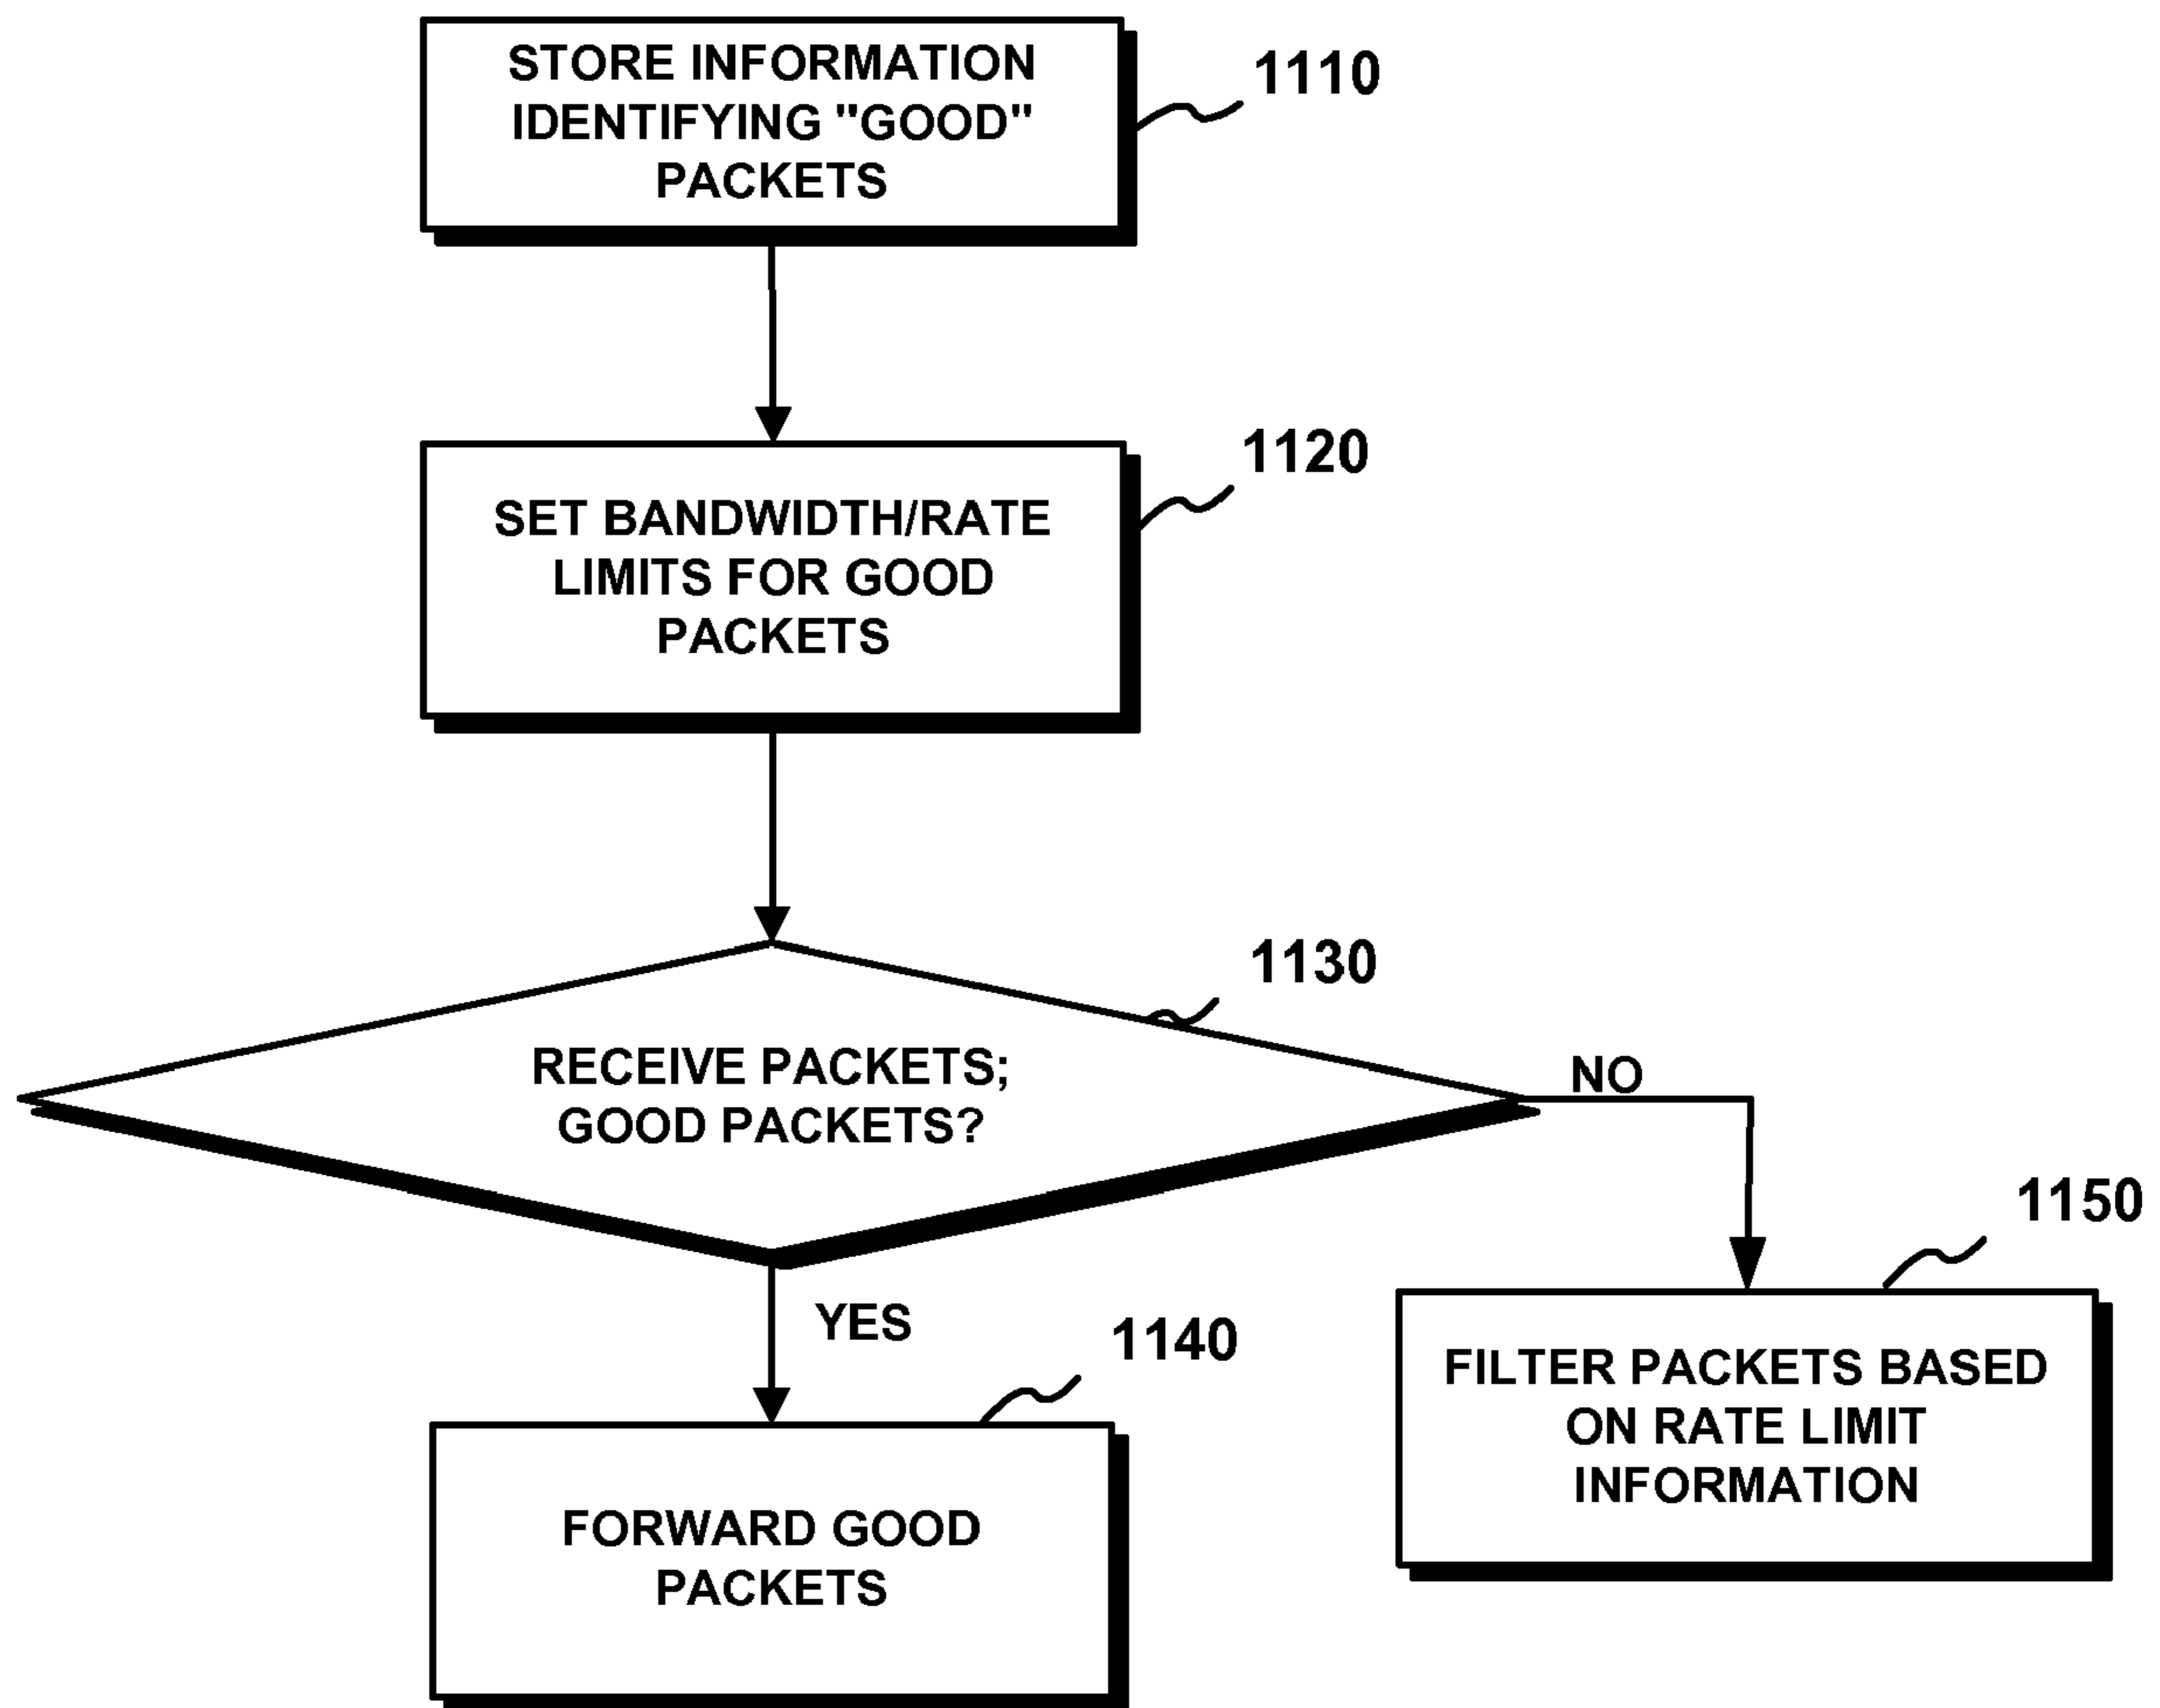 STORE INFORMATION
IDENTIFYING "GOOD"
PACKETS
1110
SET BANDWIDTH/RATE
LIMITS FOR GOOD
PACKETS
1120
RECEIVE PACKETS;
GOOD PACKETS?
1130
NO
YES
FORWARD GOOD
PACKETS
1140
FILTER PACKETS BASED
ON RATE LIMIT
INFORMATION
1150